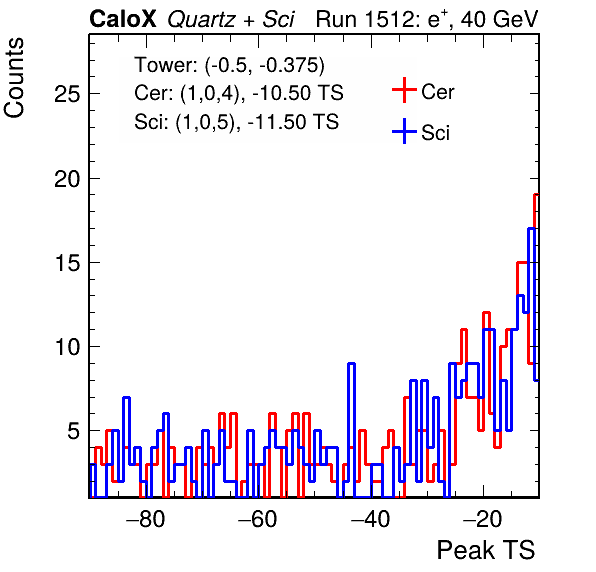 CaloX Quartz + Sci Run 1512: e⁺, 40 GeV
Tower: (-0.5, -0.375)
Cer: (1,0,4), -10.50 TS
Sci: (1,0,5), -11.50 TS
Cer
Sci
Counts
25
20
15
10
5
−80 −60 −40 −20
Peak TS